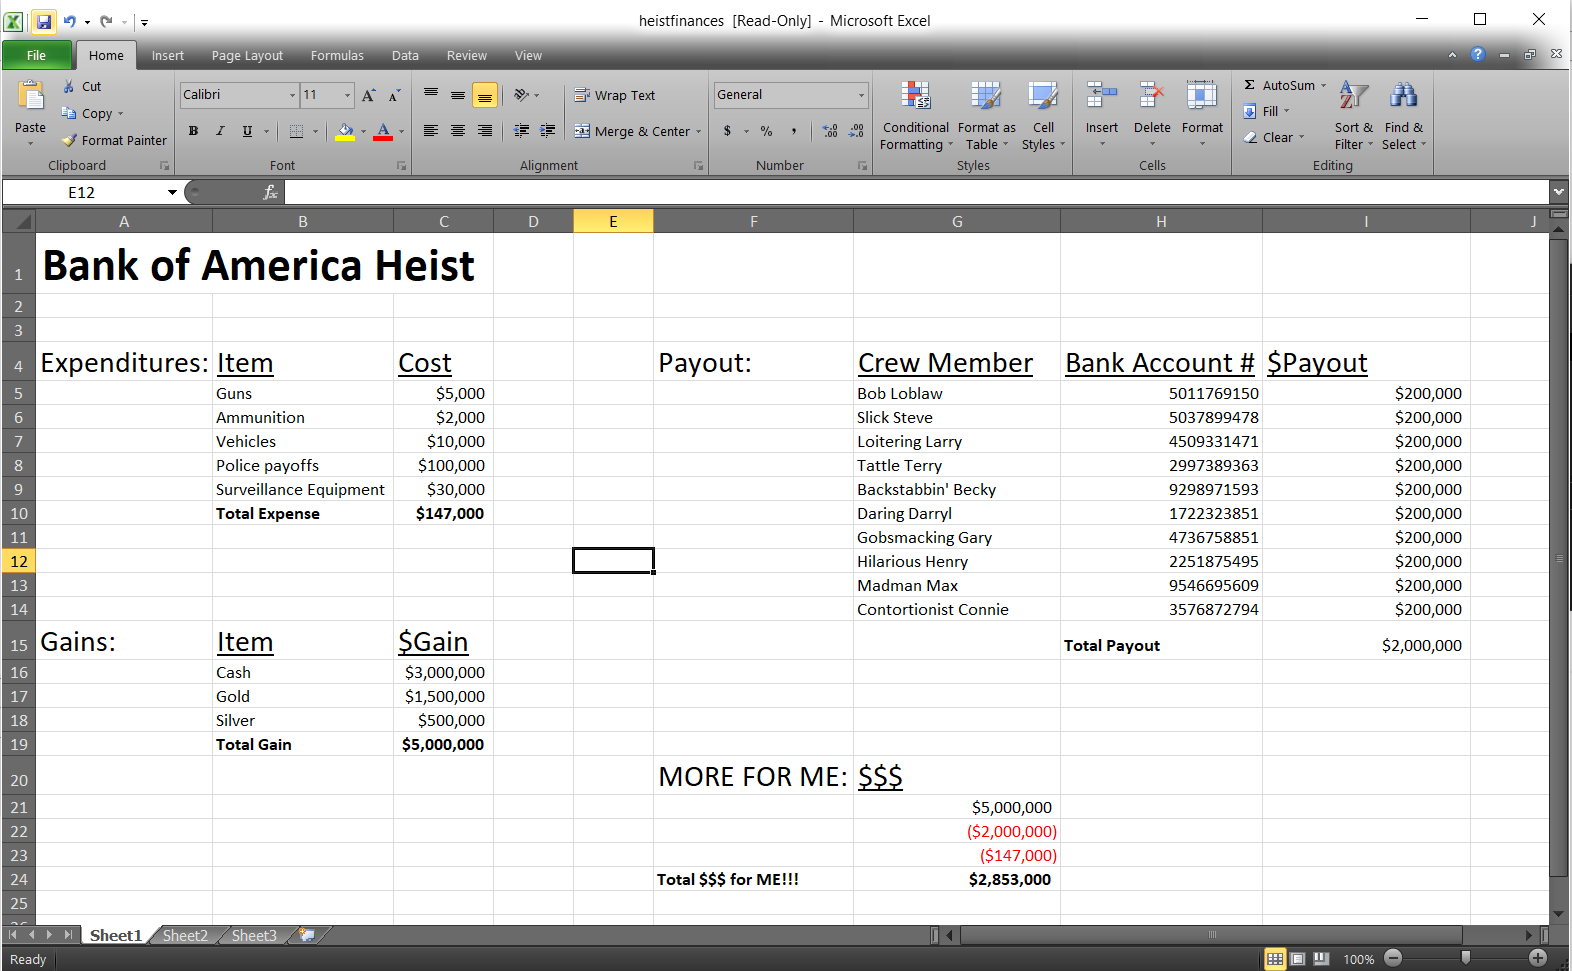 heistfinances [Read-Only] - Microsoft Excel
File Home Insert Page Layout Formulas Data Review View
Cut
Copy
Format Painter
Paste
Clipboard
Calibri 11
B I U
Font
Wrap Text
Merge & Center
Alignment
General
$ % ,
Number
Conditional Formatting
Format as Table
Cell Styles
Styles
Insert Delete Format
Cells
Σ AutoSum
Fill
Clear
Sort & Filter
Find & Select
Editing
E12 fx
A B C D E F G H I J
1 Bank of America Heist
2
3
4 Expenditures: Item Cost Payout: Crew Member Bank Account # $Payout
5 Guns $5,000 Bob Loblaw 5011769150 $200,000
6 Ammunition $2,000 Slick Steve 5037899478 $200,000
7 Vehicles $10,000 Loitering Larry 4509331471 $200,000
8 Police payoffs $100,000 Tattle Terry 2997389363 $200,000
9 Surveillance Equipment $30,000 Backstabbin' Becky 9298971593 $200,000
10 Total Expense $147,000 Daring Darryl 1722323851 $200,000
11 Gobsmacking Gary 4736758851 $200,000
12 Hilarious Henry 2251875495 $200,000
13 Madman Max 9546695609 $200,000
14 Contortionist Connie 3576872794 $200,000
15 Gains: Item $Gain Total Payout $2,000,000
16 Cash $3,000,000
17 Gold $1,500,000
18 Silver $500,000
19 Total Gain $5,000,000
20 MORE FOR ME: $$$
21 $5,000,000
22 ($2,000,000)
23 ($147,000)
24 Total $$$ for ME!!! $2,853,000
25
26
Sheet1 Sheet2 Sheet3
Ready 100%